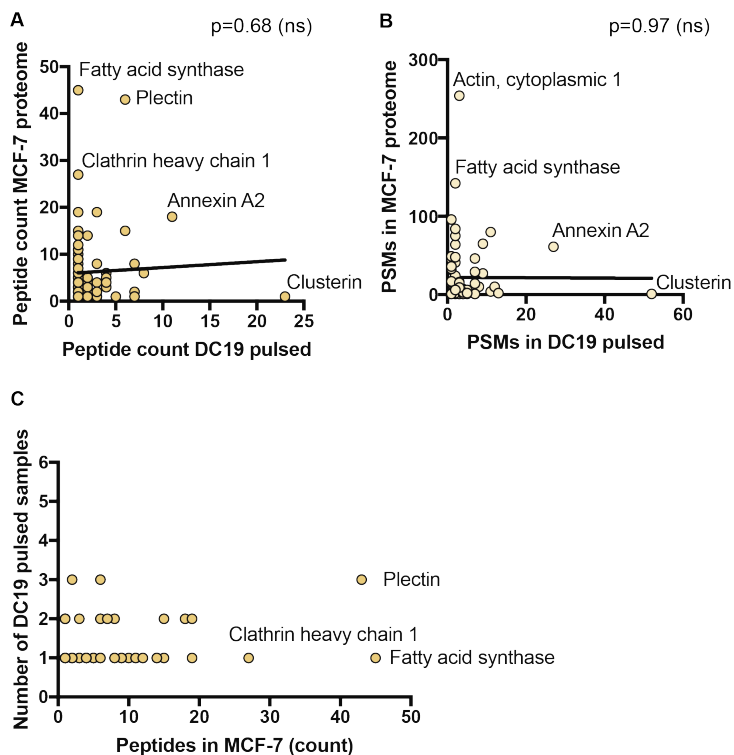 A
p=0.68 (ns)
Peptide count MCF-7 proteome
50
40
30
20
10
0
Fatty acid synthase
Plectin
Clathrin heavy chain 1
Annexin A2
Clusterin
0 5 10 15 20 25
Peptide count DC19 pulsed
B
p=0.97 (ns)
PSMs in MCF-7 proteome
300
200
100
0
Actin, cytoplasmic 1
Fatty acid synthase
Annexin A2
Clusterin
0 20 40 60
PSMs in DC19 pulsed
C
Number of DC19 pulsed samples
6
5
4
3
2
1
0
Plectin
Clathrin heavy chain 1
Fatty acid synthase
0 10 20 30 40 50
Peptides in MCF-7 (count)